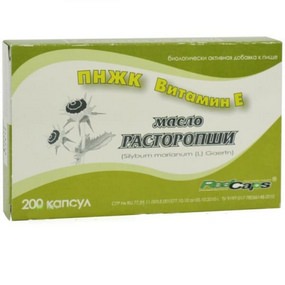 Биологически активная добавка к пище
ПНЖК Витамин Е
масло
РАСТОРОПШИ
(Silybum marianum (L) Gaertn)
RealCaps ®
200 капсул